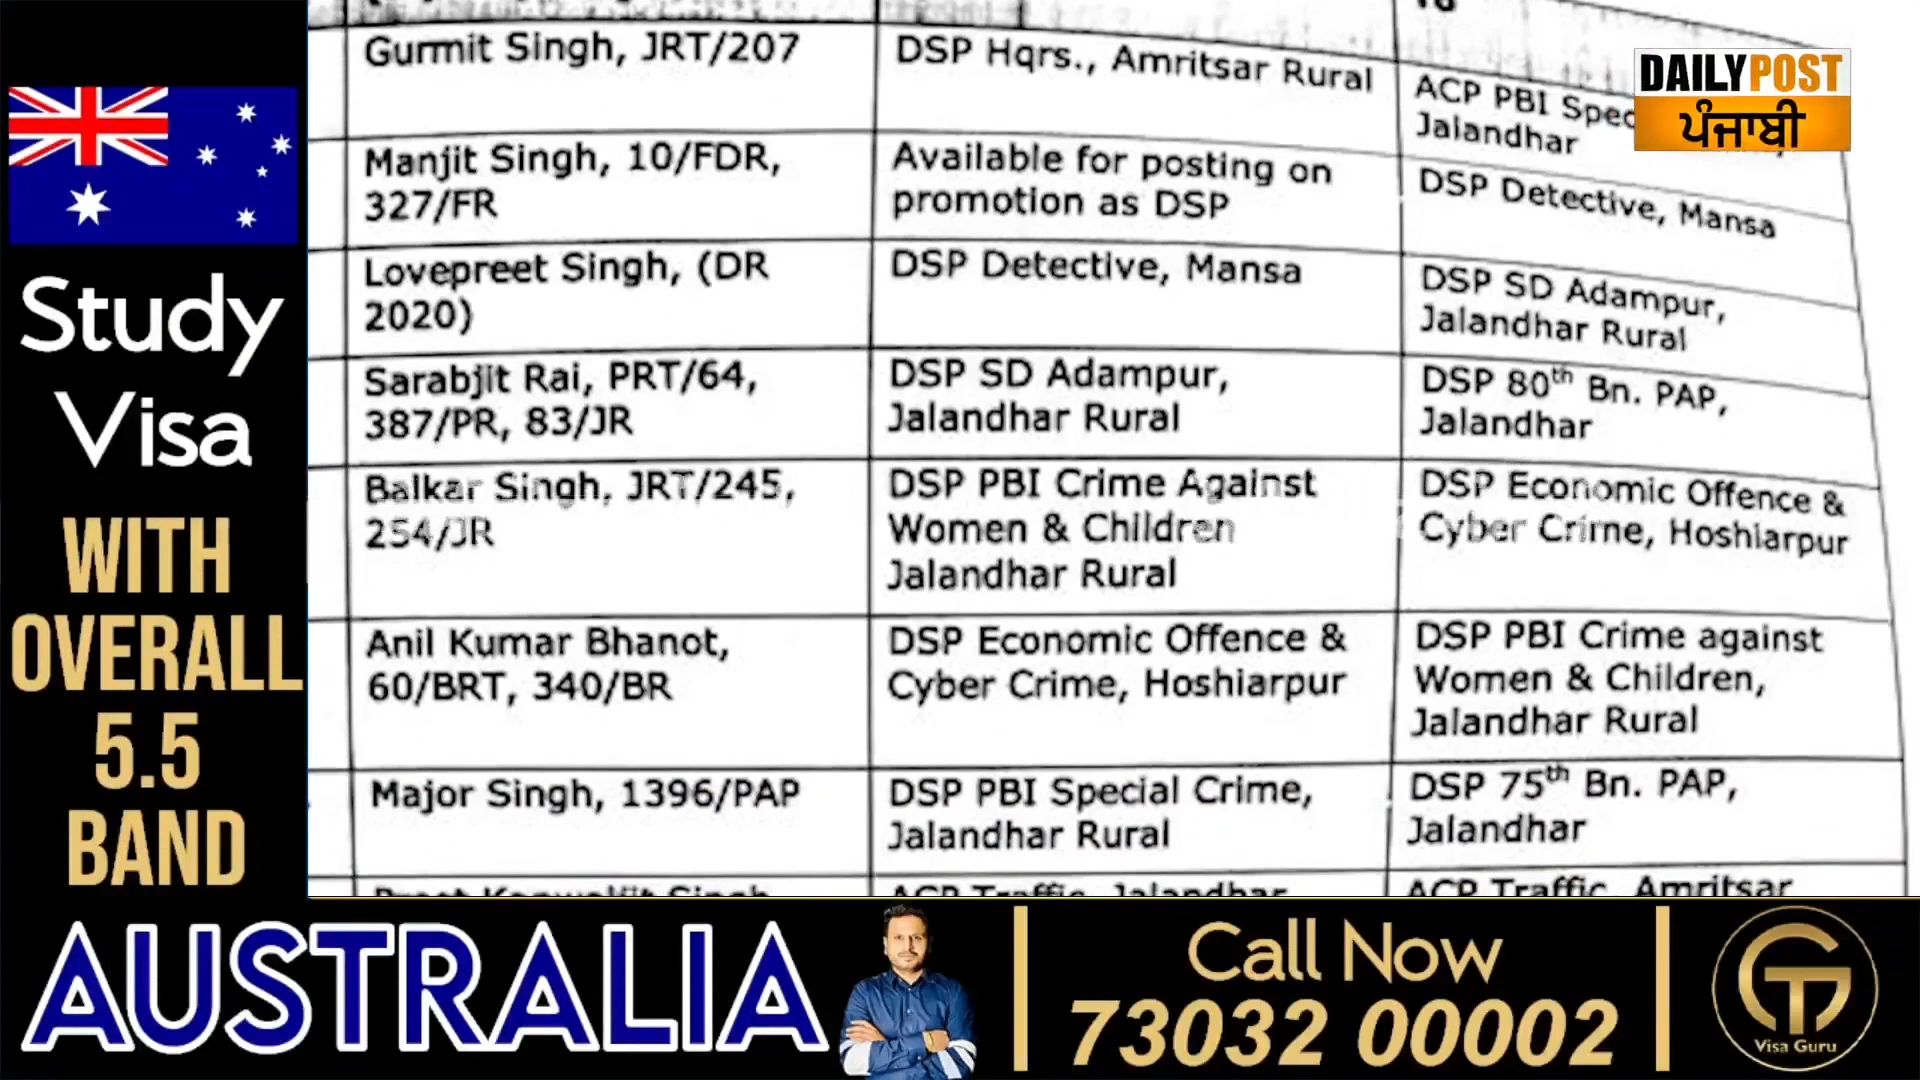 Gurmit Singh, JRT/207
DSP Hqrs., Amritsar Rural
ACP PBI
Jalandhar
Manjit Singh, 10/FDR,
327/FR
Available for posting on
promotion as DSP
DSP Detective, Mansa
Lovepreet Singh, (DR
2020)
DSP Detective, Mansa
DSP SD Adampur,
Jalandhar Rural
Sarabjit Rai, PRT/64,
387/PR, 83/JR
DSP SD Adampur,
Jalandhar Rural
DSP 80th Bn. PAP,
Jalandhar
Balkar Singh, JRT/245,
254/JR
DSP PBI Crime Against
Women & Children
Jalandhar Rural
DSP Economic Offence &
Cyber Crime, Hoshiarpur
Anil Kumar Bhanot,
60/BRT, 340/BR
DSP Economic Offence &
Cyber Crime, Hoshiarpur
DSP PBI Crime against
Women & Children,
Jalandhar Rural
Major Singh, 1396/PAP
DSP PBI Special Crime,
Jalandhar Rural
DSP 75th Bn. PAP,
Jalandhar
ACP Traffic, Jalandhar
ACP Traffic, Amritsar
DAILYPOST
ਪੰਜਾਬੀ
Study
Visa
WITH
OVERALL
5.5
BAND
AUSTRALIA
Call Now
73032 00002
Visa Guru